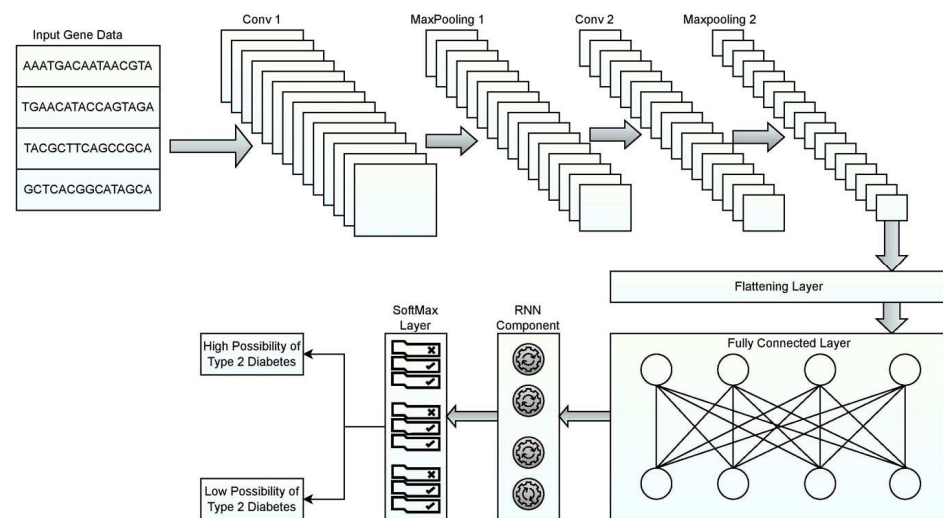 Input Gene Data
AAATGACAATAACGTA
TGAACATACCAGTAGA
TACGCTTCAGCCGCA
GCTCACGGCATAGCA
Conv 1
MaxPooling 1
Conv 2
Maxpooling 2
Flattening Layer
Fully Connected Layer
RNN
Component
SoftMax
Layer
High Possibility of
Type 2 Diabetes
Low Possibility of
Type 2 Diabetes